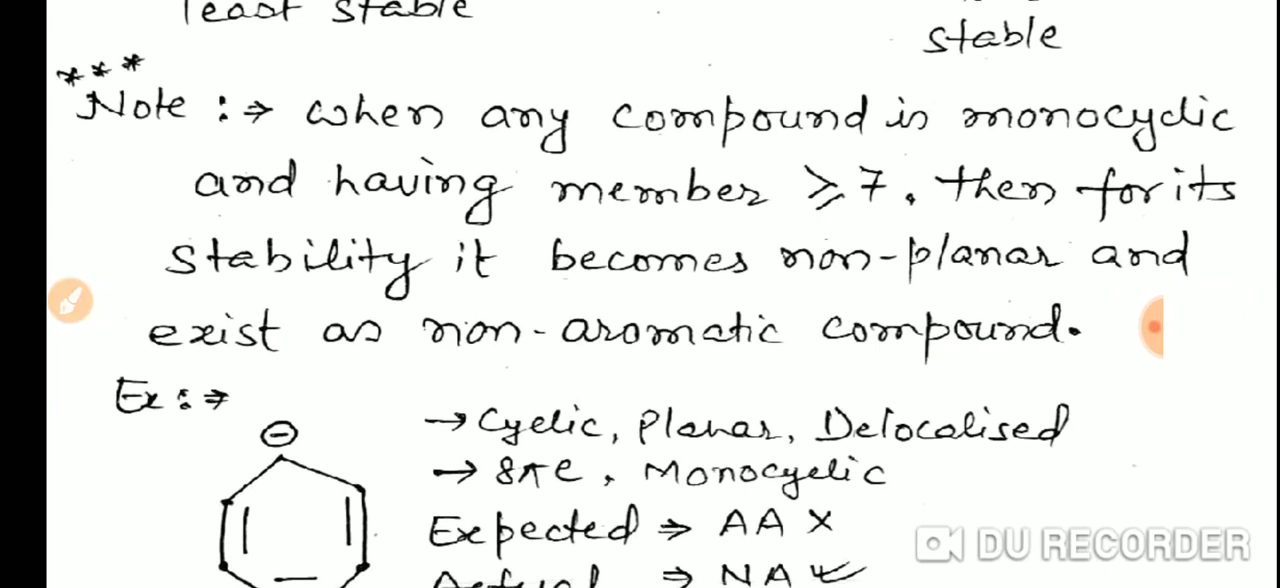 least stable
stable
***
Note :⇒ when any compound is monocyclic
and having member ≥7. then for its
stability it becomes non-planar and
exist as non-aromatic compound.
Ex:⇒
⊖
→ Cyclic, Planar, Delocalised
→ 8πe, Monocyclic
Expected ⇒ AA X
Actual ⇒ NA ✓
DU RECORDER